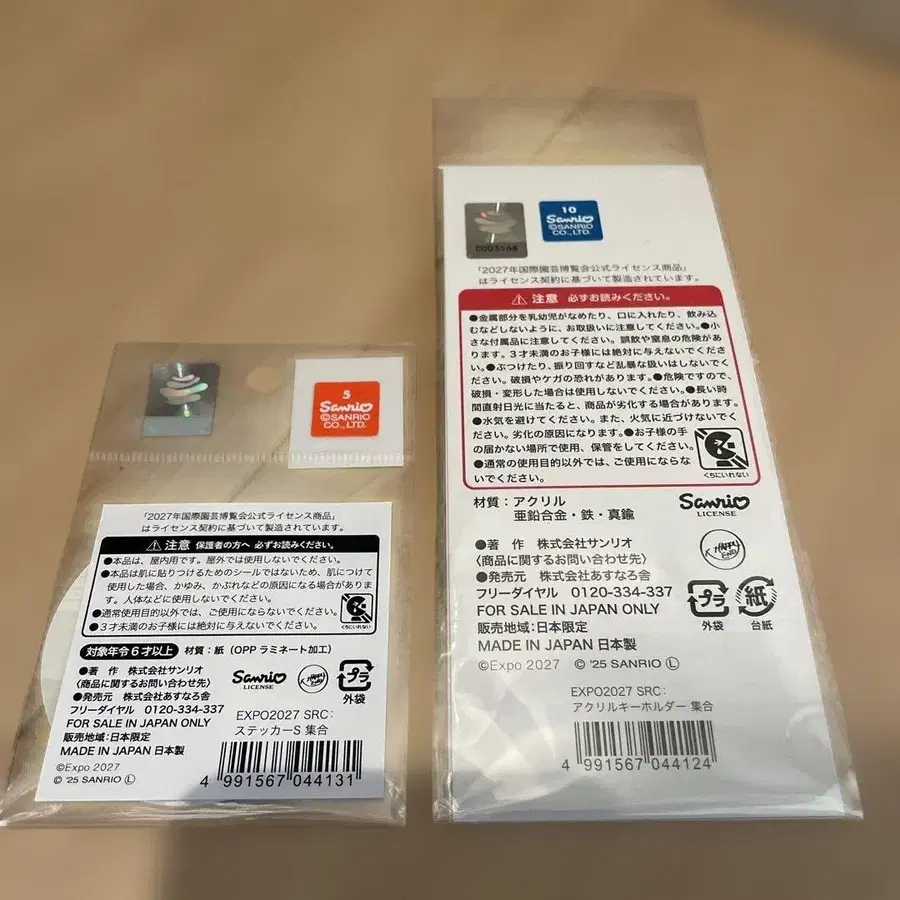 5
Sanrio
©SANRIO
CO., LTD.
「2027年国際園芸博覧会公式ライセンス商品」
はライセンス契約に基づいて製造されています。
注意 保護者の方へ 必ずお読みください。
●本品は、屋内用です。屋外では使用しないでください。
●本品は肌に貼りつけるためのシールではないため、肌につけて
使用した場合、かゆみ、かぶれなどの原因になる場合がありま
す。人体などに使用しないでください。
●通常使用目的以外では、ご使用にならないでください。
●3才未満のお子様には絶対に与えないでください。
くちにいれない
対象年令6才以上 材質：紙（OPPラミネート加工）
●著 作 株式会社サンリオ
〈商品に関するお問い合わせ先〉
●発売元 株式会社あすなろ舎
フリーダイヤル 0120-334-337
FOR SALE IN JAPAN ONLY
販売地域：日本限定
MADE IN JAPAN 日本製
©Expo 2027
© '25 SANRIO Ⓛ
Sanrio
LICENSE
プラ
外袋
EXPO2027 SRC：
ステッカーS 集合
4 991567 044131
10
Sanrio
©SANRIO
CO., LTD.
「2027年国際園芸博覧会公式ライセンス商品」
はライセンス契約に基づいて製造されています。
注意 必ずお読みください。
●金属部分を乳幼児がなめたり、口に入れたり、飲み込
むなどしないように、お取扱いに注意してください。●小
さな付属品に注意してください。誤飲や窒息の危険があ
ります。3才未満のお子様には絶対に与えないでくださ
い。●ぶつけたり、振り回すなど乱暴な扱いはしないでくだ
さい。破損やケガの恐れがあります。●危険ですので、
破損・変形した場合は使用しないでください。●長い時
間直射日光に当たると、商品が劣化する場合があります。
●水気を避けてください。また、火気に近づけないでくだ
さい。劣化の原因になります。●お子様の手
の届かない場所で使用、保管をしてください。
●通常の使用目的以外では、ご使用にならな
いでください。
くちにいれない
材質：アクリル
亜鉛合金・鉄・真鍮
Sanrio
LICENSE
●著 作 株式会社サンリオ
〈商品に関するお問い合わせ先〉
●発売元 株式会社あすなろ舎
フリーダイヤル 0120-334-337
FOR SALE IN JAPAN ONLY
販売地域：日本限定
MADE IN JAPAN 日本製
©Expo 2027 © '25 SANRIO Ⓛ
プラ
外袋
紙
台紙
EXPO2027 SRC：
アクリルキーホルダー 集合
4 991567 044124